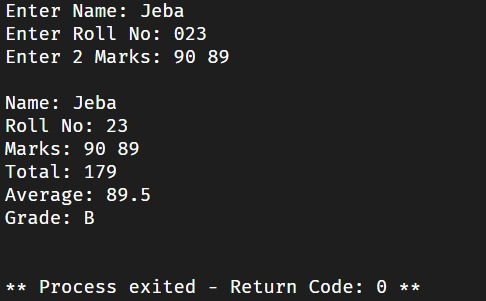 Enter Name: Jeba
Enter Roll No: 023
Enter 2 Marks: 90 89
Name: Jeba
Roll No: 23
Marks: 90 89
Total: 179
Average: 89.5
Grade: B
** Process exited - Return Code: 0 **